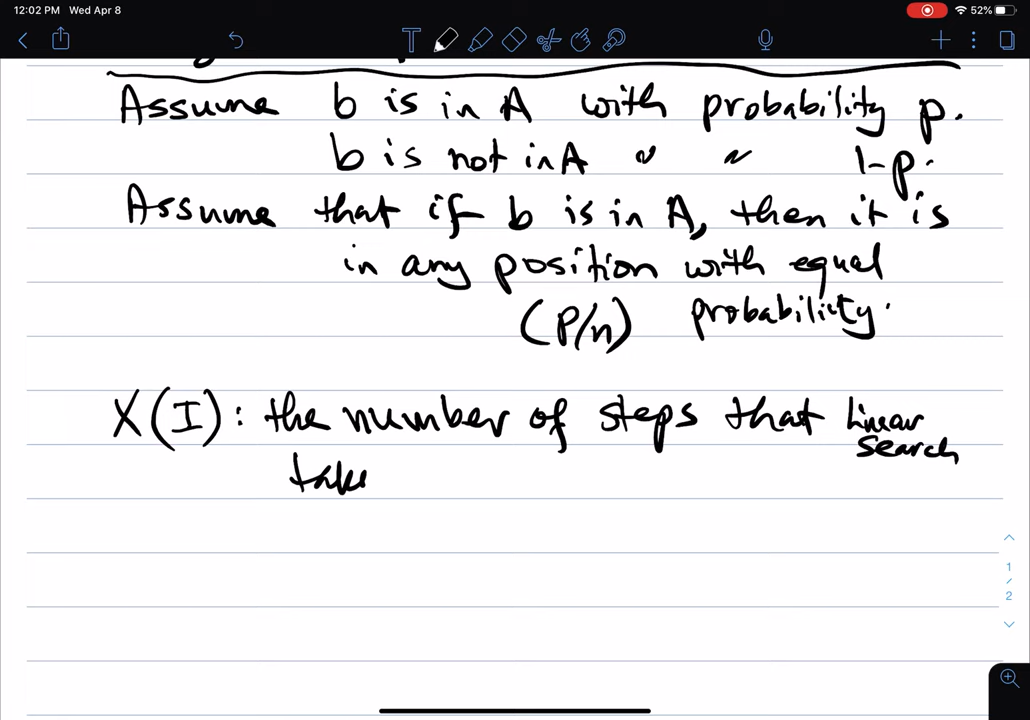 12:02 PM Wed Apr 8
52%
Assume b is in A with probability p.
b is not in A " " 1-p.
Assume that if b is in A, then it is
in any position with equal
(P/n) probability.
X(I): the number of steps that linear
search
take
1
/
2